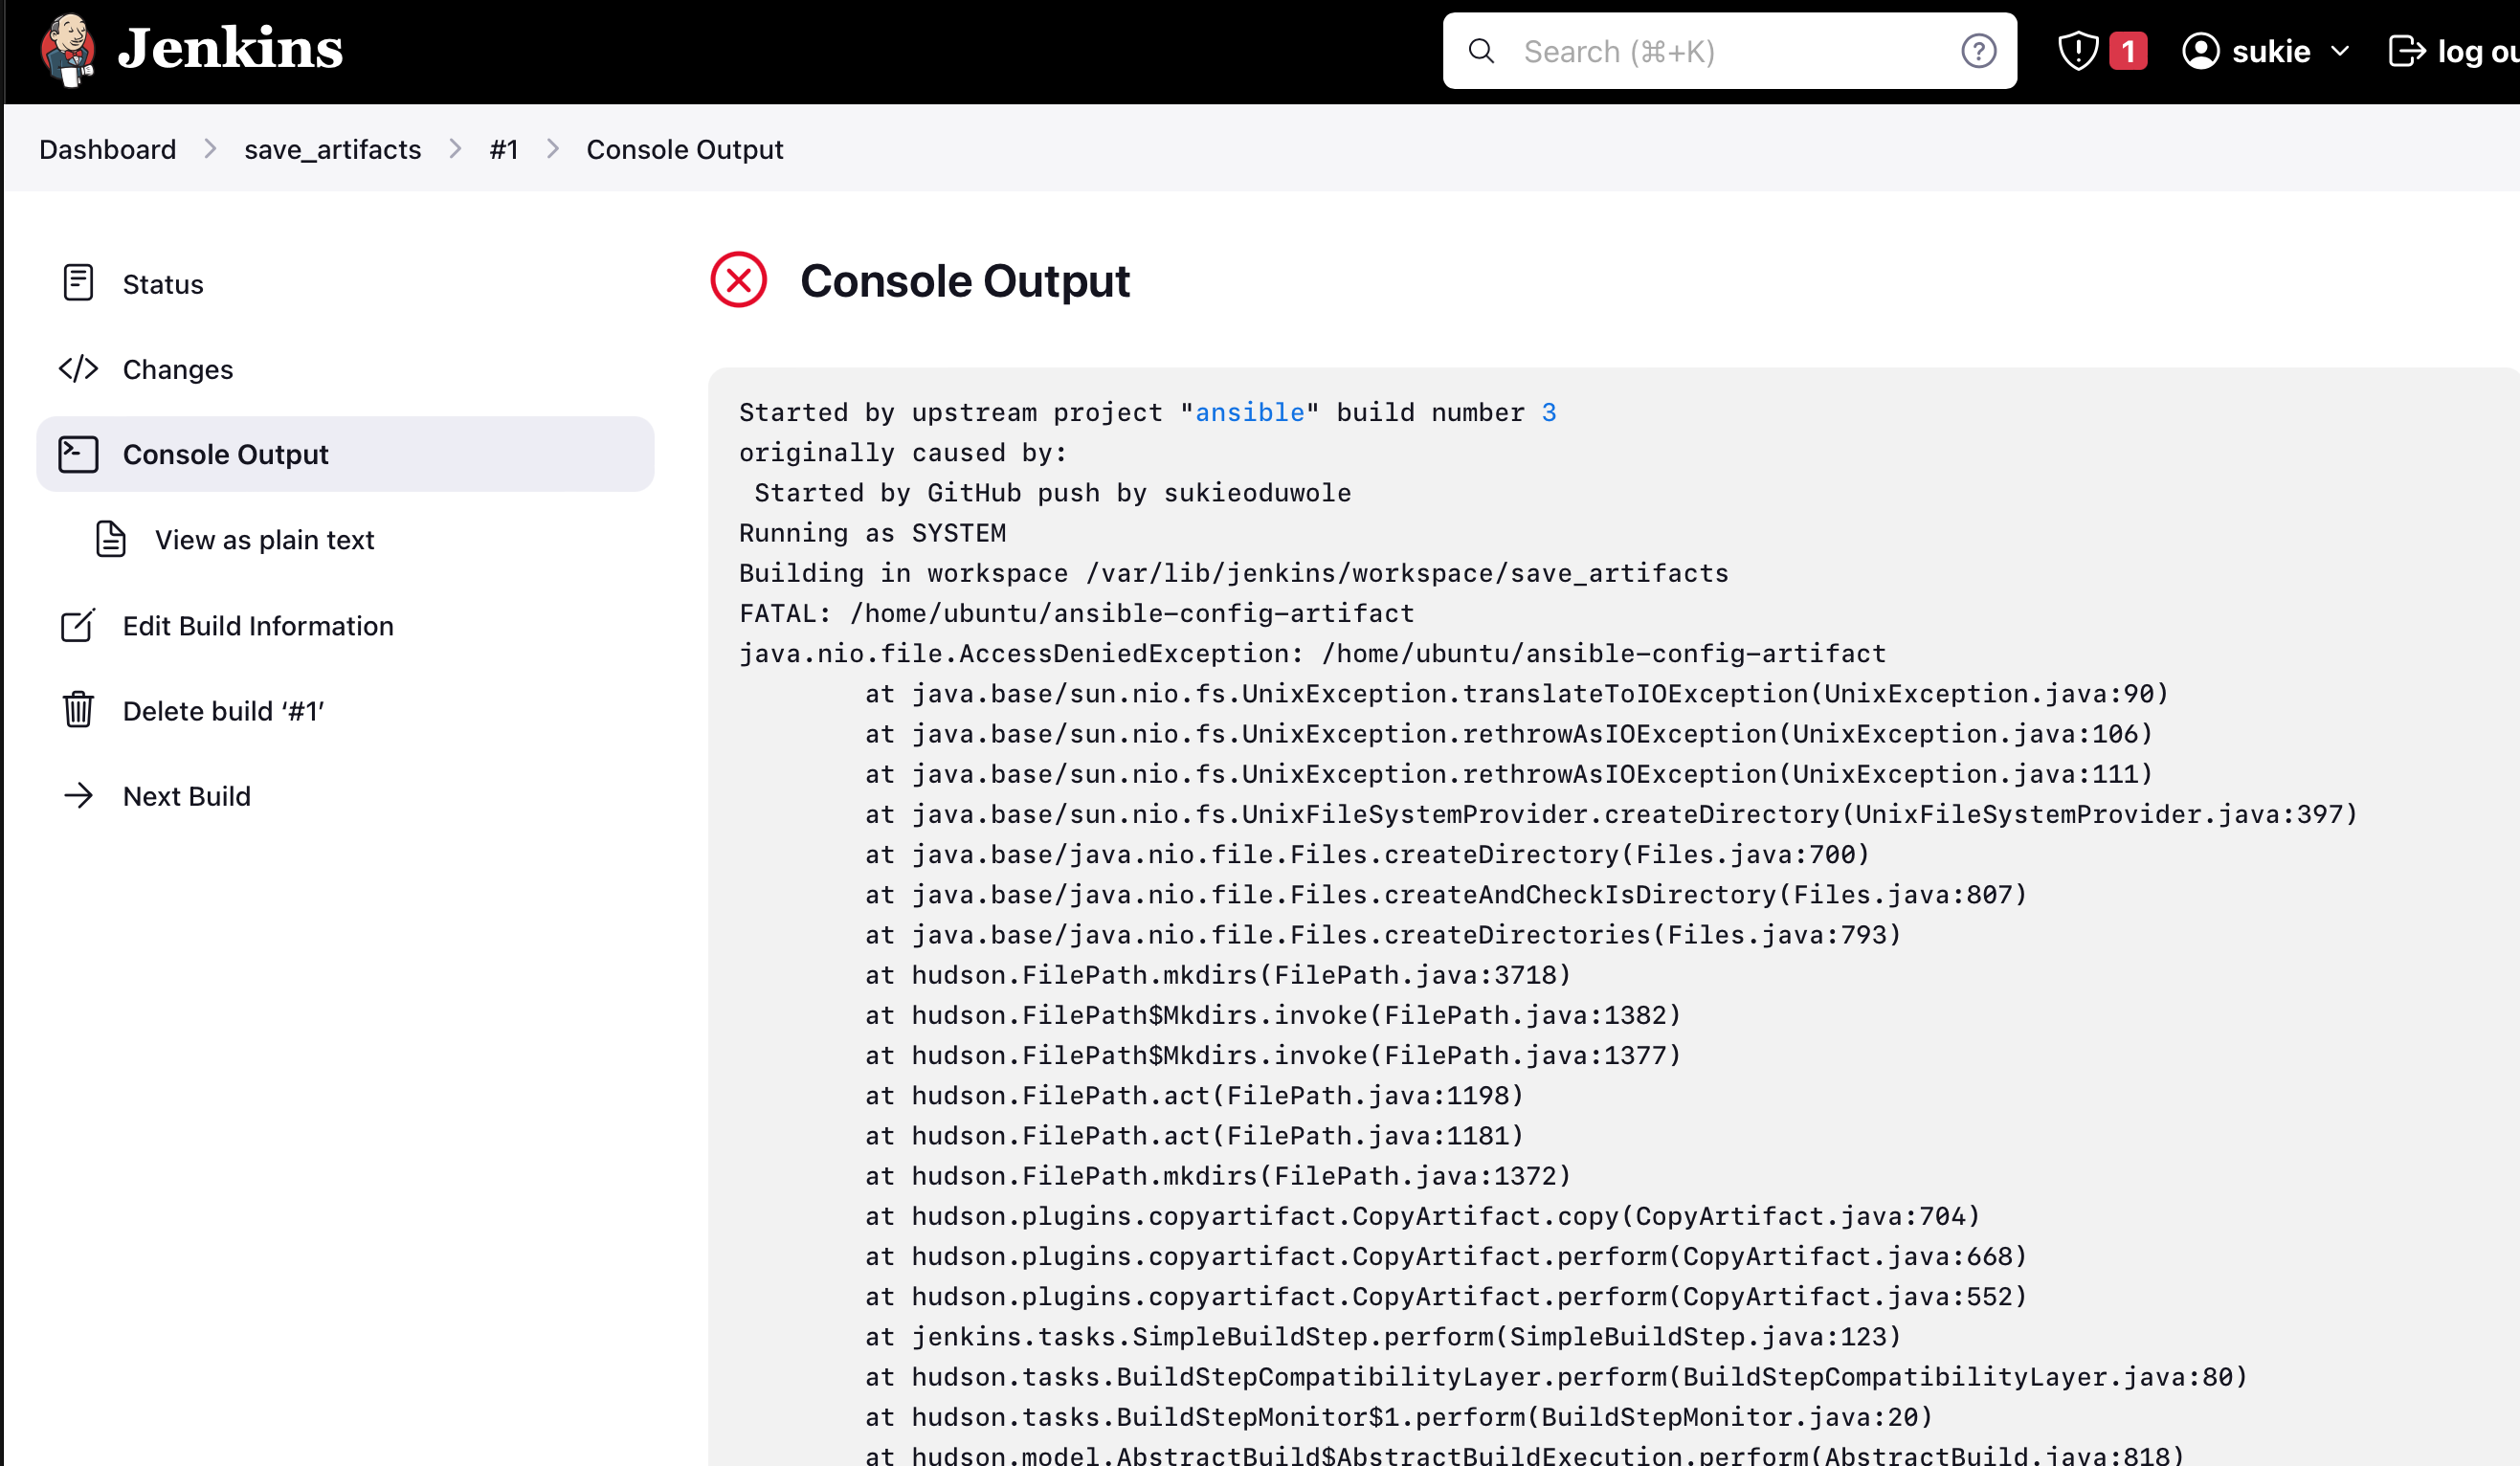 Jenkins
Search (⌘+K)
1
sukie
log ou
Dashboard
save_artifacts
#1
Console Output
Status
Changes
Console Output
View as plain text
Edit Build Information
Delete build ‘#1’
Next Build
Console Output
Started by upstream project "ansible" build number 3
originally caused by:
Started by GitHub push by sukieoduwole
Running as SYSTEM
Building in workspace /var/lib/jenkins/workspace/save_artifacts
FATAL: /home/ubuntu/ansible-config-artifact
java.nio.file.AccessDeniedException: /home/ubuntu/ansible-config-artifact
at java.base/sun.nio.fs.UnixException.translateToIOException(UnixException.java:90)
at java.base/sun.nio.fs.UnixException.rethrowAsIOException(UnixException.java:106)
at java.base/sun.nio.fs.UnixException.rethrowAsIOException(UnixException.java:111)
at java.base/sun.nio.fs.UnixFileSystemProvider.createDirectory(UnixFileSystemProvider.java:397)
at java.base/java.nio.file.Files.createDirectory(Files.java:700)
at java.base/java.nio.file.Files.createAndCheckIsDirectory(Files.java:807)
at java.base/java.nio.file.Files.createDirectories(Files.java:793)
at hudson.FilePath.mkdirs(FilePath.java:3718)
at hudson.FilePath$Mkdirs.invoke(FilePath.java:1382)
at hudson.FilePath$Mkdirs.invoke(FilePath.java:1377)
at hudson.FilePath.act(FilePath.java:1198)
at hudson.FilePath.act(FilePath.java:1181)
at hudson.FilePath.mkdirs(FilePath.java:1372)
at hudson.plugins.copyartifact.CopyArtifact.copy(CopyArtifact.java:704)
at hudson.plugins.copyartifact.CopyArtifact.perform(CopyArtifact.java:668)
at hudson.plugins.copyartifact.CopyArtifact.perform(CopyArtifact.java:552)
at jenkins.tasks.SimpleBuildStep.perform(SimpleBuildStep.java:123)
at hudson.tasks.BuildStepCompatibilityLayer.perform(BuildStepCompatibilityLayer.java:80)
at hudson.tasks.BuildStepMonitor$1.perform(BuildStepMonitor.java:20)
at hudson.model.AbstractBuild$AbstractBuildExecution.perform(AbstractBuild.java:818)